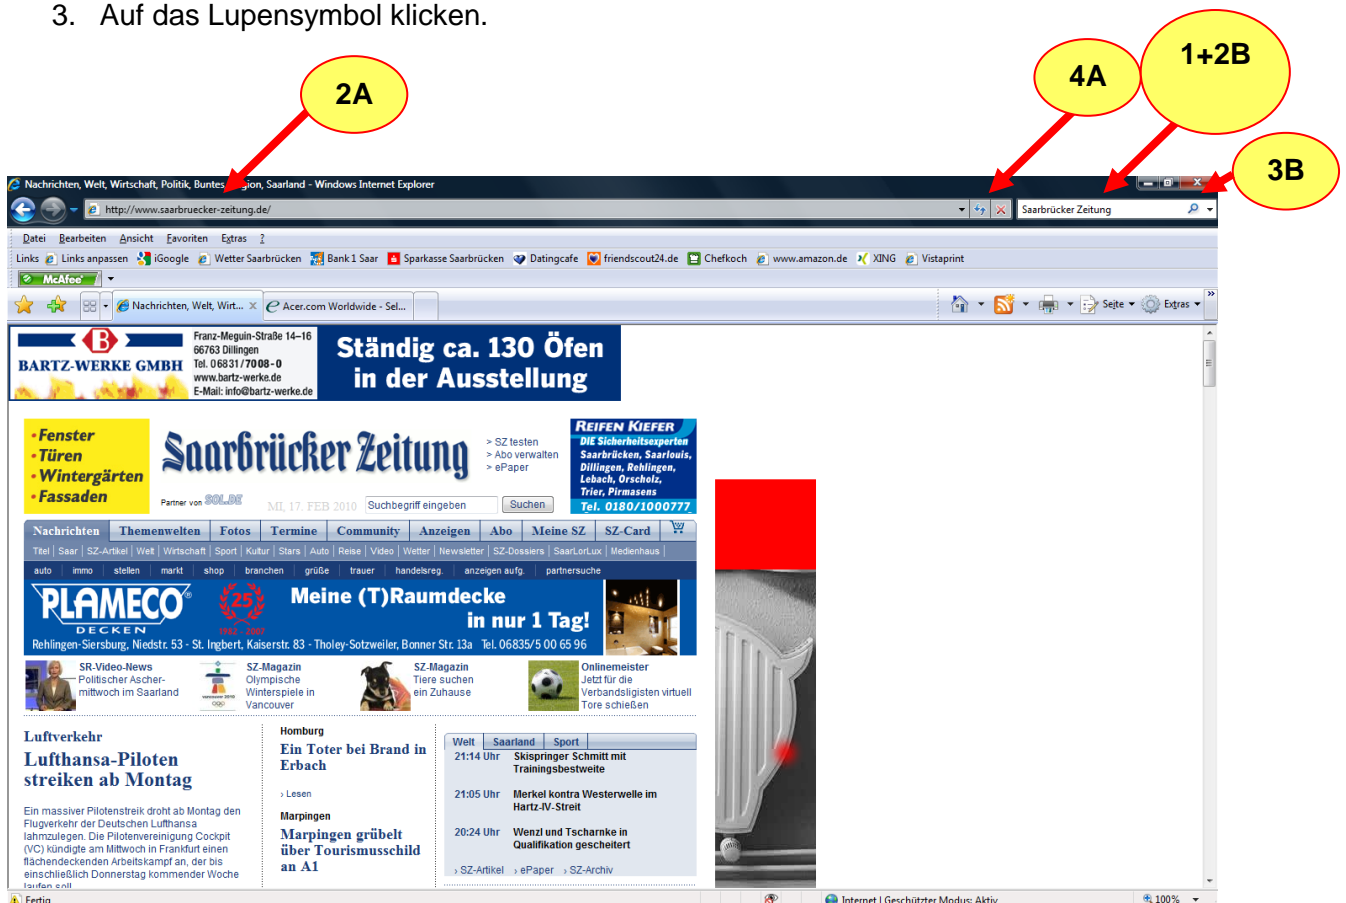 3. Auf das Lupensymbol klicken.
1+2B
4A
2A
3B
Nachrichten, Welt, Wirtschaft, Politik, Buntes, Region, Saarland - Windows Internet Explorer
http://www.saarbruecker-zeitung.de/
Saarbrücker Zeitung
Datei Bearbeiten Ansicht Favoriten Extras ?
Links Links anpassen iGoogle Wetter Saarbrücken Bank 1 Saar Sparkasse Saarbrücken Datingcafe friendscout24.de Chefkoch www.amazon.de XING Vistaprint
McAfee
Nachrichten, Welt, Wirt... X Acer.com Worldwide - Sel...
Seite Extras
B
BARTZ-WERKE GMBH
Franz-Meguin-Straße 14–16
66763 Dillingen
Tel. 06831/7008-0
www.bartz-werke.de
E-Mail: info@bartz-werke.de
Ständig ca. 130 Öfen
in der Ausstellung
•Fenster
•Türen
•Wintergärten
•Fassaden
Saarbrücker Zeitung
Partner von SOL.DE
MI, 17. FEB 2010
Suchbegriff eingeben
Suchen
> SZ testen
> Abo verwalten
> ePaper
REIFEN KIEFER
DIE Sicherheitsexperten
Saarbrücken, Saarlouis,
Dillingen, Rehlingen,
Lebach, Orscholz,
Trier, Pirmasens
Tel. 0180/1000777
Nachrichten Themenwelten Fotos Termine Community Anzeigen Abo Meine SZ SZ-Card
Titel | Saar | SZ-Artikel | Welt | Wirtschaft | Sport | Kultur | Stars | Auto | Reise | Video | Wetter | Newsletter | SZ-Dossiers | SaarLorLux | Medienhaus |
auto immo stellen markt shop branchen grüße trauer handelsreg. anzeigen aufg. partnersuche
PLAMECO®
DECKEN
25
1982 - 2007
Meine (T)Raumdecke
in nur 1 Tag!
Rehlingen-Siersburg, Niedstr. 53 - St. Ingbert, Kaiserstr. 83 - Tholey-Sotzweiler, Bonner Str. 13a Tel. 06835/5 00 65 96
SR-Video-News
Politischer Ascher-
mittwoch im Saarland
SZ-Magazin
Olympische
Winterspiele in
Vancouver
SZ-Magazin
Tiere suchen
ein Zuhause
Onlinemeister
Jetzt für die
Verbandsligisten virtuell
Tore schießen
Luftverkehr
Lufthansa-Piloten
streiken ab Montag
Ein massiver Pilotenstreik droht ab Montag den
Flugverkehr der Deutschen Lufthansa
lahmzulegen. Die Pilotenvereinigung Cockpit
(VC) kündigte am Mittwoch in Frankfurt einen
flächendeckenden Arbeitskampf an, der bis
einschließlich Donnerstag kommender Woche
laufen soll
Homburg
Ein Toter bei Brand in
Erbach
› Lesen
Marpingen
Marpingen grübelt
über Tourismusschild
an A1
Welt Saarland Sport
21:14 Uhr Skispringer Schmitt mit
Trainingsbestweite
21:05 Uhr Merkel kontra Westerwelle im
Hartz-IV-Streit
20:24 Uhr Wenzl und Tscharnke in
Qualifikation gescheitert
› SZ-Artikel › ePaper › SZ-Archiv
Fertig
Internet | Geschützter Modus: Aktiv
100%